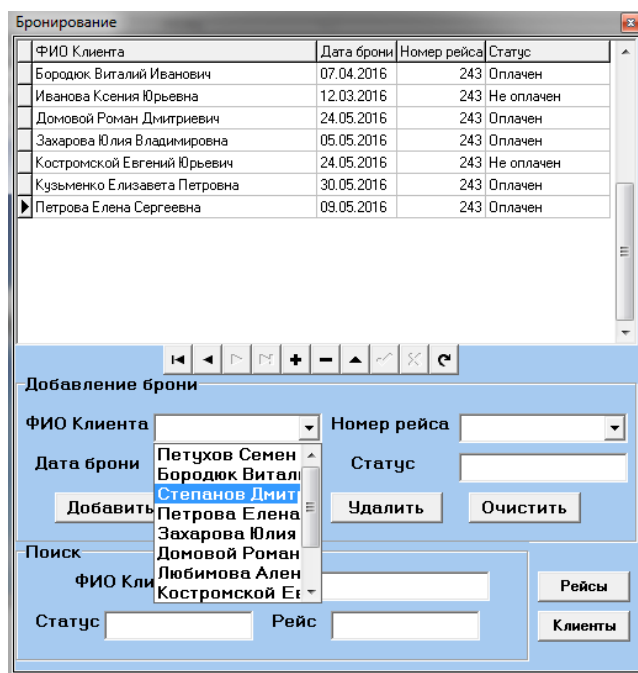 Бронирование
ФИО Клиента Дата брони Номер рейса Статус
Бородюк Виталий Иванович 07.04.2016 243 Оплачен
Иванова Ксения Юрьевна 12.03.2016 243 Не оплачен
Домовой Роман Дмитриевич 24.05.2016 243 Оплачен
Захарова Юлия Владимировна 05.05.2016 243 Оплачен
Костромской Евгений Юрьевич 24.05.2016 243 Не оплачен
Кузьменко Елизавета Петровна 30.05.2016 243 Оплачен
Петрова Елена Сергеевна 09.05.2016 243 Оплачен
Добавление брони
ФИО Клиента Номер рейса
Дата брони Статус
Петухов Семен
Бородюк Витали
Степанов Дмит
Петрова Елена
Захарова Юлия
Домовой Роман
Любимова Ален
Костромской Ев
Добавить Удалить Очистить
Поиск
ФИО Кли
Рейсы
Статус Рейс
Клиенты